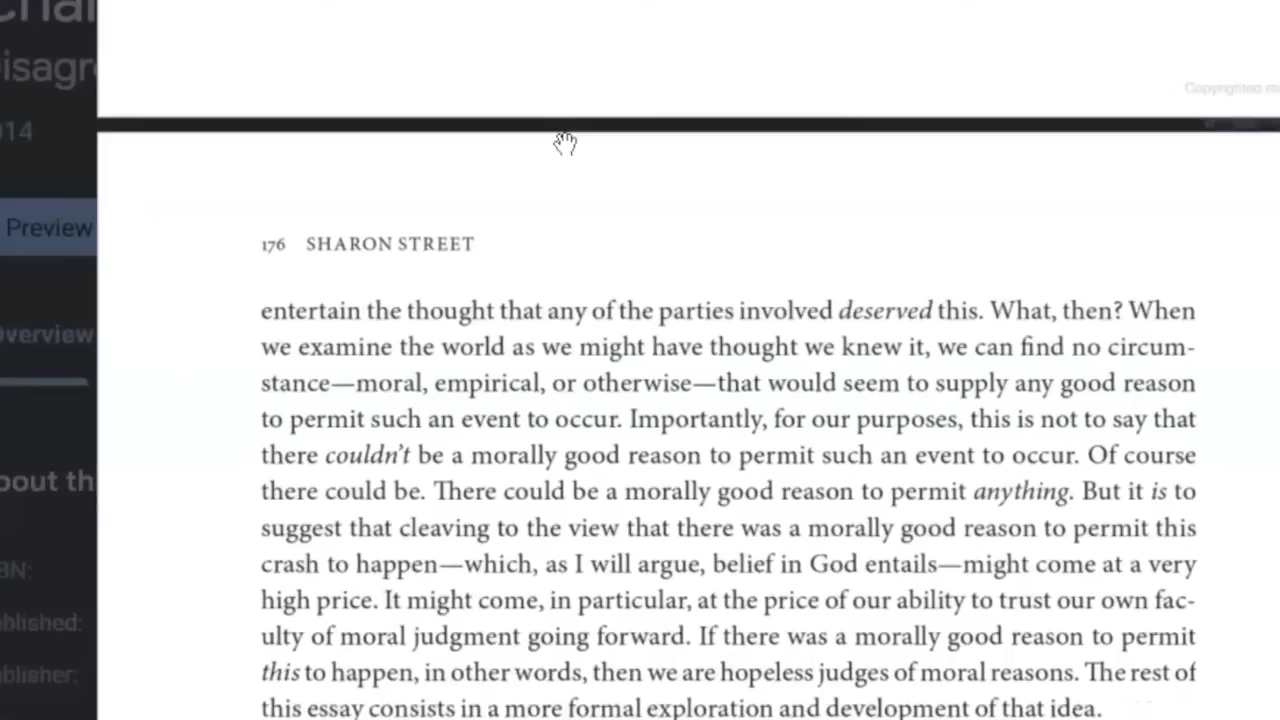 014
Preview
176 SHARON STREET
entertain the thought that any of the parties involved deserved this. What, then? When
we examine the world as we might have thought we knew it, we can find no circum-
stance—moral, empirical, or otherwise—that would seem to supply any good reason
to permit such an event to occur. Importantly, for our purposes, this is not to say that
there couldn't be a morally good reason to permit such an event to occur. Of course
there could be. There could be a morally good reason to permit anything. But it is to
suggest that cleaving to the view that there was a morally good reason to permit this
crash to happen—which, as I will argue, belief in God entails—might come at a very
high price. It might come, in particular, at the price of our ability to trust our own fac-
ulty of moral judgment going forward. If there was a morally good reason to permit
this to happen, in other words, then we are hopeless judges of moral reasons. The rest of
this essay consists in a more formal exploration and development of that idea.